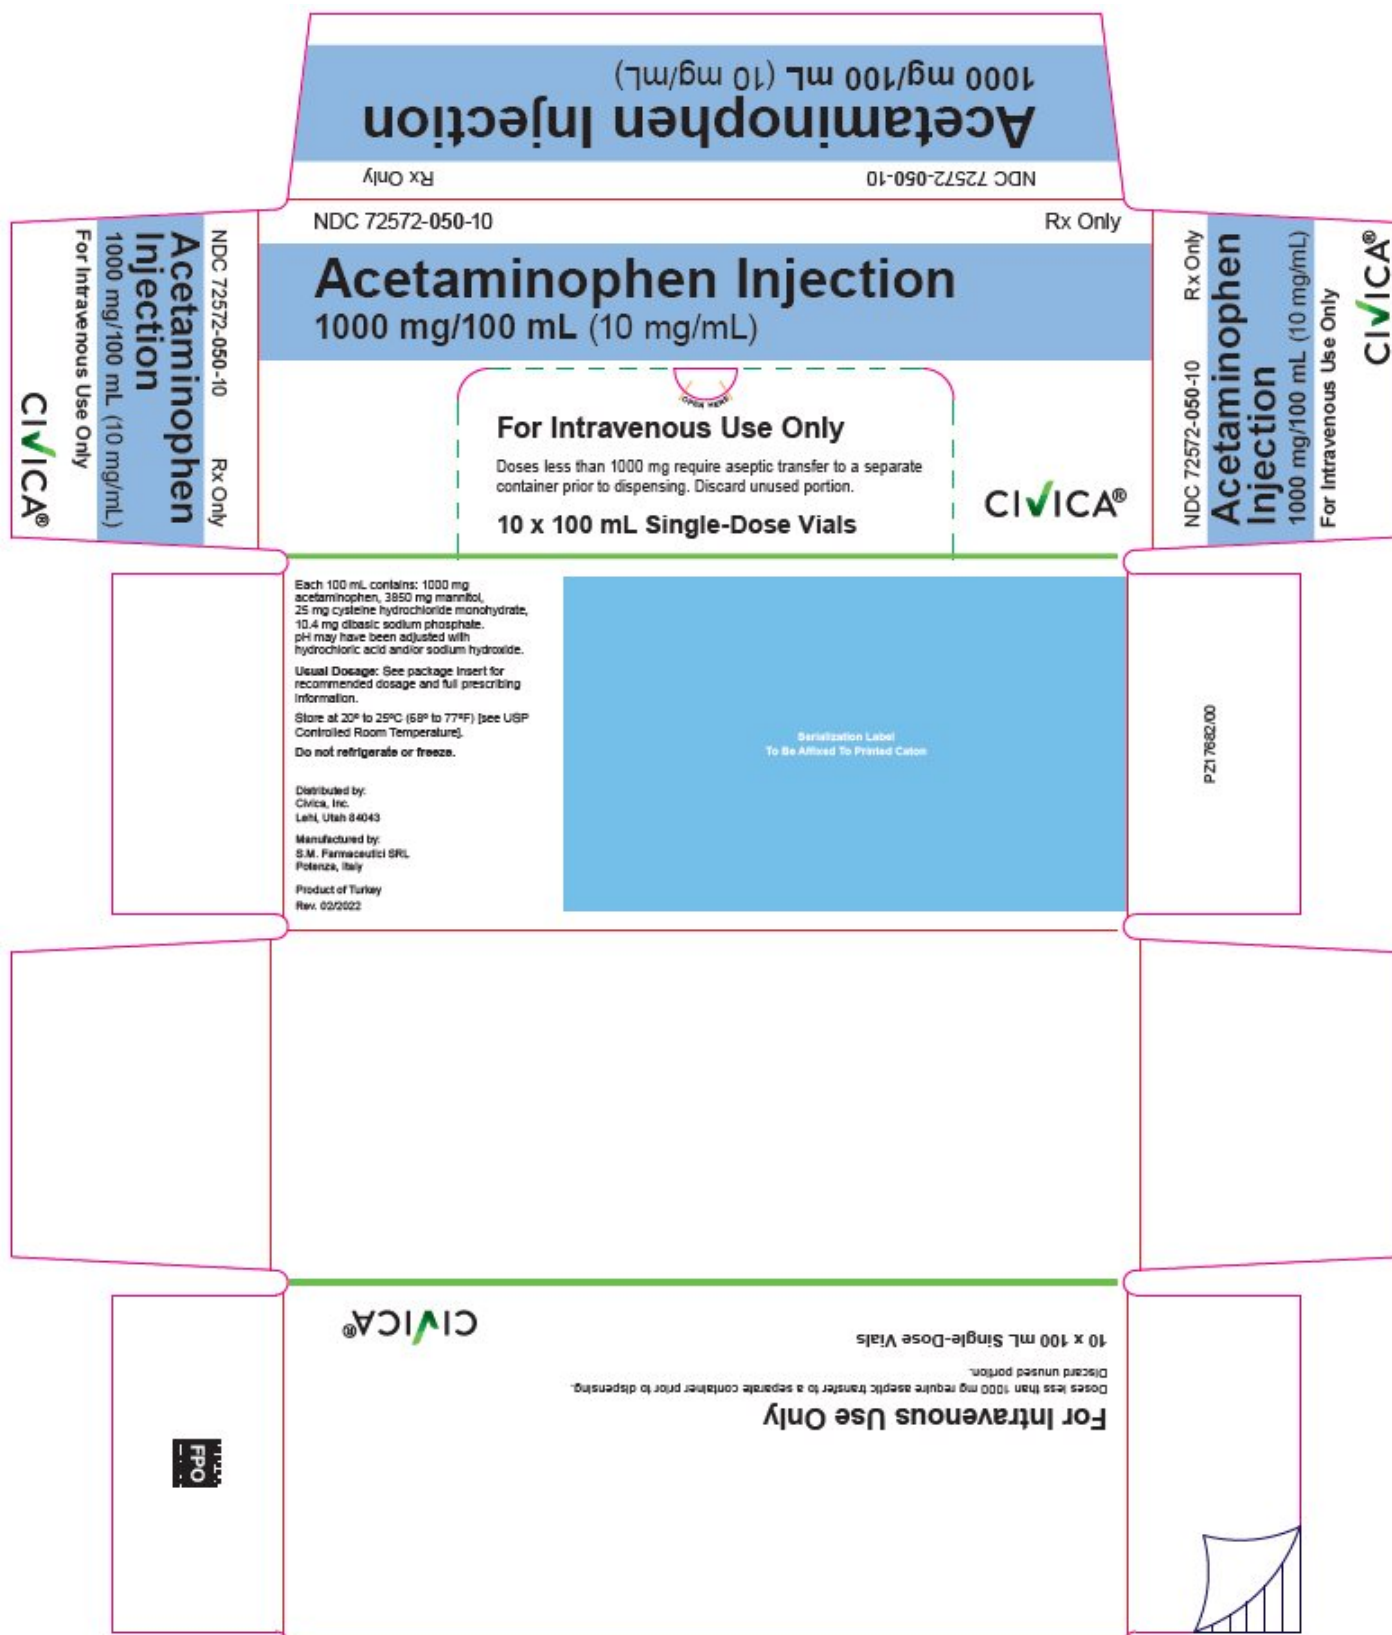 1000 mg/100 mL (10 mg/mL)
Acetaminophen Injection
NDC 72572-050-10 Rx Only
NDC 72572-050-10 Rx Only
Acetaminophen Injection
1000 mg/100 mL (10 mg/mL)
OPEN HERE
For Intravenous Use Only
Doses less than 1000 mg require aseptic transfer to a separate
container prior to dispensing. Discard unused portion.
10 x 100 mL Single-Dose Vials
CIVICA®
NDC 72572-050-10 Rx Only
Acetaminophen
Injection
1000 mg/100 mL (10 mg/mL)
For Intravenous Use Only
CIVICA®
NDC 72572-050-10 Rx Only
Acetaminophen
Injection
1000 mg/100 mL (10 mg/mL)
For Intravenous Use Only
CIVICA®
Each 100 mL contains: 1000 mg
acetaminophen, 3850 mg mannitol,
25 mg cysteine hydrochloride monohydrate,
10.4 mg dibasic sodium phosphate.
pH may have been adjusted with
hydrochloric acid and/or sodium hydroxide.
Usual Dosage: See package insert for
recommended dosage and full prescribing
information.
Store at 20º to 25ºC (68º to 77ºF) [see USP
Controlled Room Temperature].
Do not refrigerate or freeze.
Distributed by:
Civica, Inc.
Lehi, Utah 84043
Manufactured by:
S.M. Farmaceutici SRL
Potenza, Italy
Product of Turkey
Rev. 02/2022
Serialization Label
To Be Affixed To Printed Caton
PZ17682/00
For Intravenous Use Only
Doses less than 1000 mg require aseptic transfer to a separate container prior to dispensing.
Discard unused portion.
10 x 100 mL Single-Dose Vials
CIVICA®
FPO